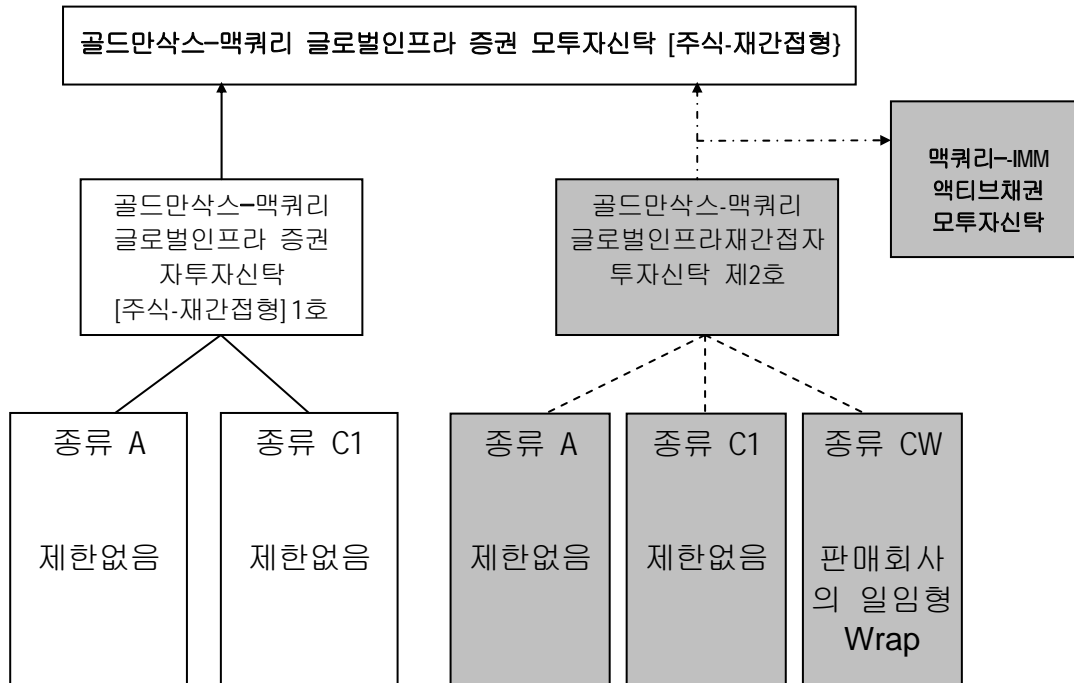 골드만삭스-맥쿼리 글로벌인프라 증권 모투자신탁 [주식-재간접형}
맥쿼리--IMM
액티브채권
모투자신탁
골드만삭스-맥쿼리
글로벌인프라 증권
자투자신탁
[주식-재간접형] 1호
골드만삭스-맥쿼리
글로벌인프라재간접자
투자신탁 제2호
종류 A
제한없음
종류 C1
제한없음
종류 A
제한없음
종류 C1
제한없음
종류 CW
판매회사
의 일임형
Wrap